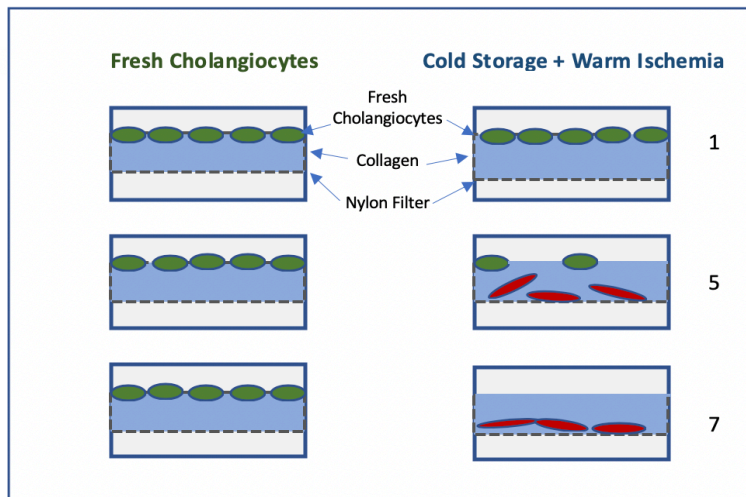 Fresh Cholangiocytes
Cold Storage + Warm Ischemia
Fresh
Cholangiocytes
Collagen
Nylon Filter
1
5
7